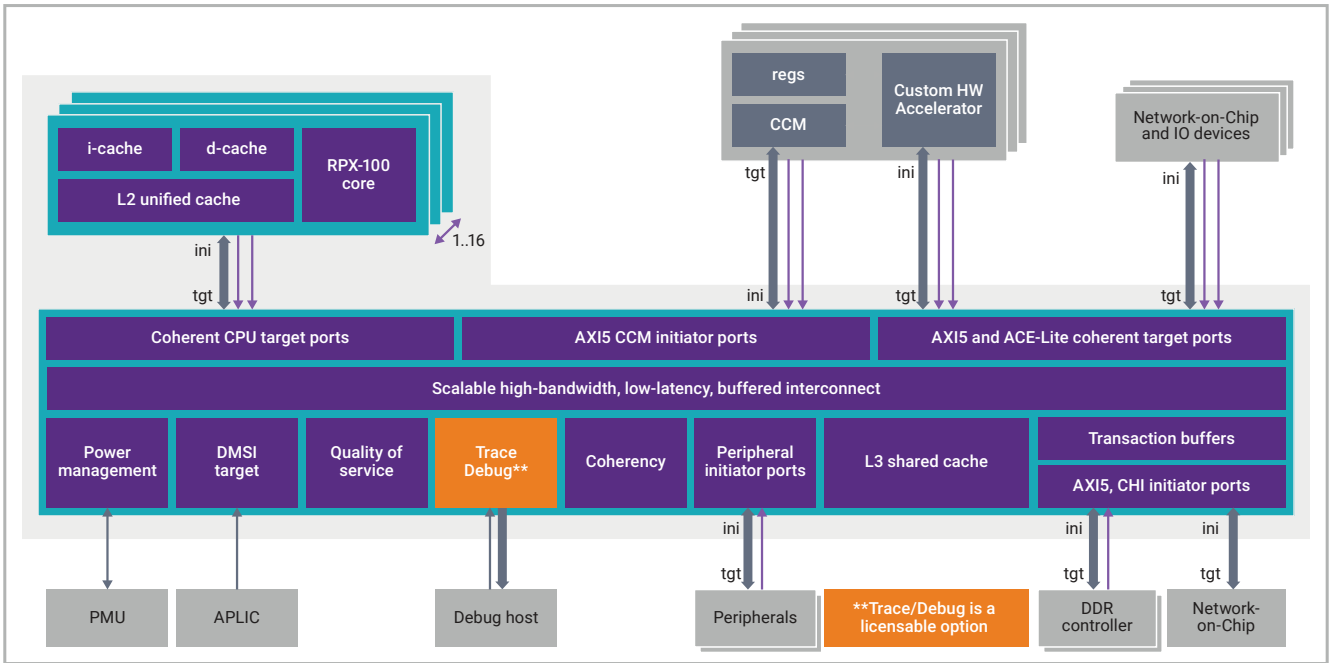 regs
Custom HW
Accelerator
CCM
Network-on-Chip
and IO devices
i-cache
d-cache
RPX-100
core
L2 unified cache
1..16
ini
tgt
tgt
ini
ini
tgt
ini
tgt
Coherent CPU target ports
AXI5 CCM initiator ports
AXI5 and ACE-Lite coherent target ports
Scalable high-bandwidth, low-latency, buffered interconnect
Power
management
DMSI
target
Quality of
service
Trace
Debug**
Coherency
Peripheral
initiator ports
L3 shared cache
Transaction buffers
AXI5, CHI initiator ports
ini
tgt
ini
tgt
ini
tgt
PMU
APLIC
Debug host
Peripherals
**Trace/Debug is a
licensable option
DDR
controller
Network-
on-Chip